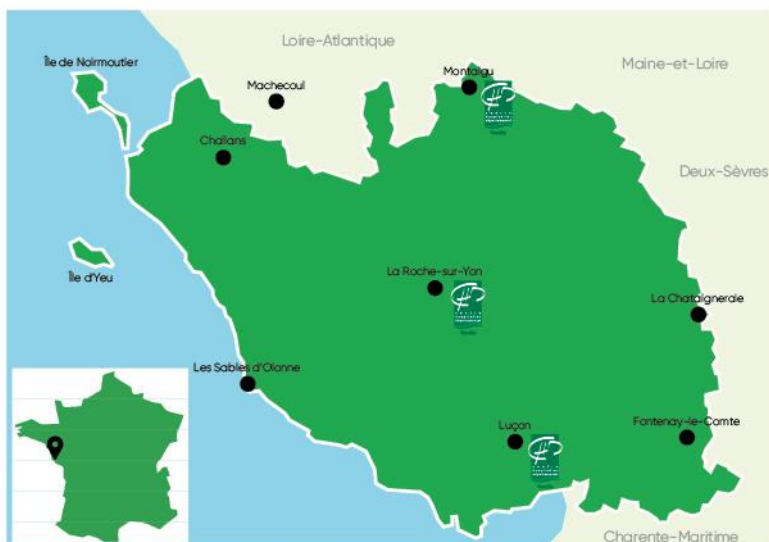 Loire-Atlantique
Maine-et-Loire
Île de Noirmoutier
Montaigu
Machecoul
Challans
Deux-Sèvres
La Roche-sur-Yon
Île d'Yeu
La Chataigneraie
Les Sables d'Olonne
Luçon
Fontenay-le-Comte
Charente-Maritime